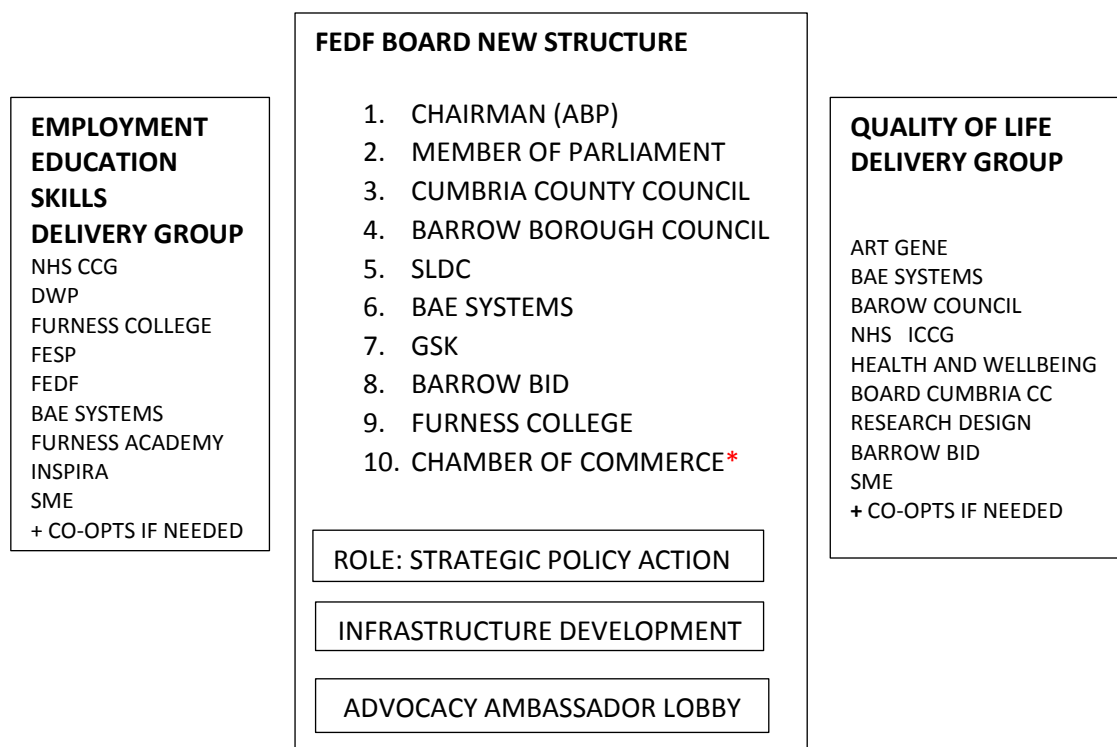 FEDF BOARD NEW STRUCTURE
1. CHAIRMAN (ABP)
2. MEMBER OF PARLIAMENT
3. CUMBRIA COUNTY COUNCIL
4. BARROW BOROUGH COUNCIL
5. SLDC
6. BAE SYSTEMS
7. GSK
8. BARROW BID
9. FURNESS COLLEGE
10. CHAMBER OF COMMERCE*
ROLE: STRATEGIC POLICY ACTION
INFRASTRUCTURE DEVELOPMENT
ADVOCACY AMBASSADOR LOBBY
EMPLOYMENT
EDUCATION
SKILLS
DELIVERY GROUP
NHS CCG
DWP
FURNESS COLLEGE
FESP
FEDF
BAE SYSTEMS
FURNESS ACADEMY
INSPIRA
SME
+ CO-OPTS IF NEEDED
QUALITY OF LIFE
DELIVERY GROUP
ART GENE
BAE SYSTEMS
BAROW COUNCIL
NHS ICCG
HEALTH AND WELLBEING
BOARD CUMBRIA CC
RESEARCH DESIGN
BARROW BID
SME
+ CO-OPTS IF NEEDED